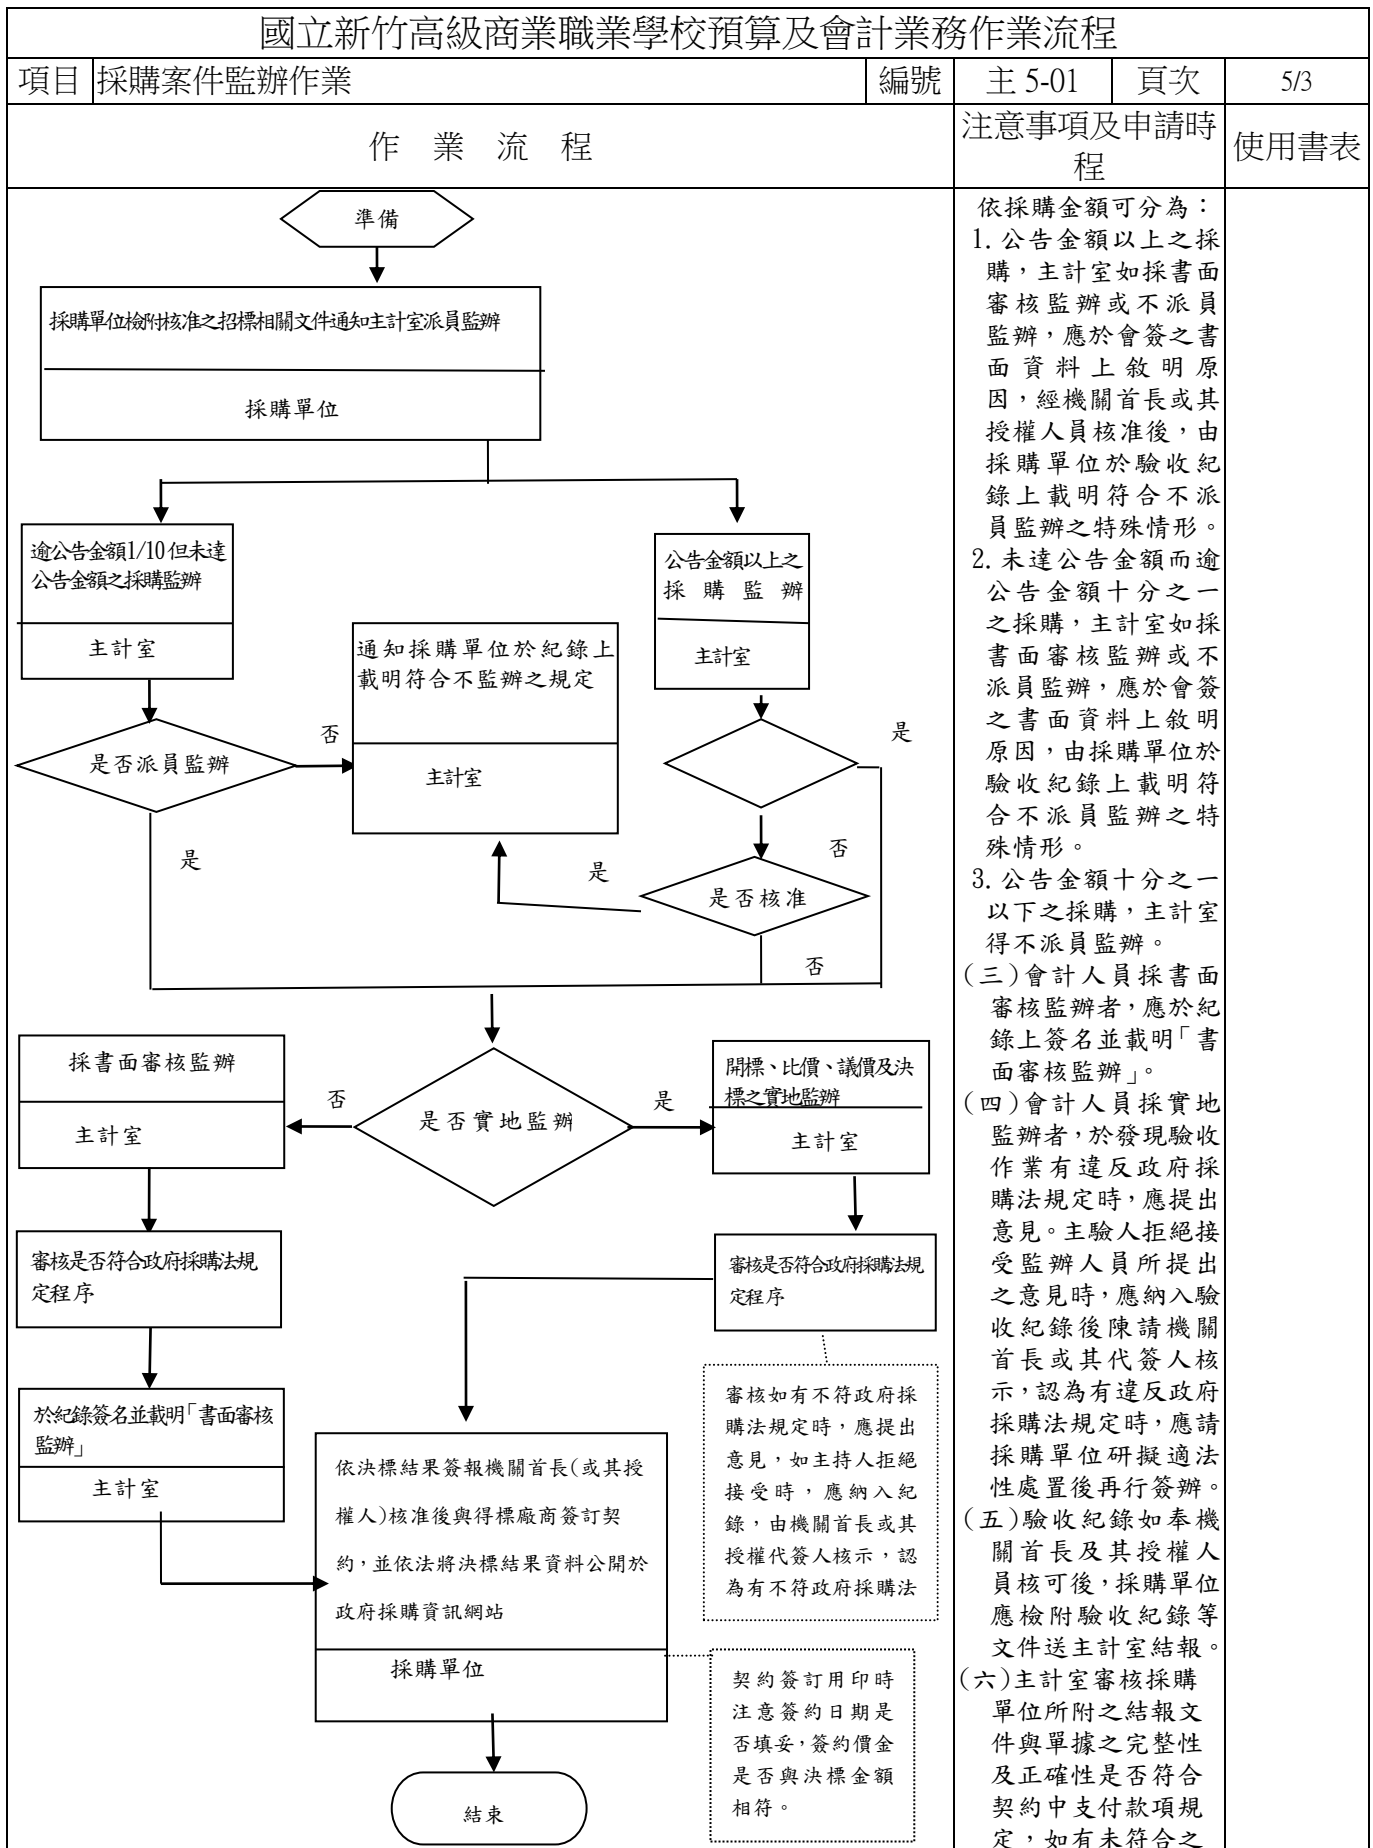 國立新竹高級商業職業學校預算及會計業務作業流程
項目 採購案件監辦作業 編號 主 5-01 頁次 5/3
作 業 流 程
注意事項及申請時
程
使用書表
準備
採購單位檢附核准之招標相關文件通知主計室派員監辦
採購單位
逾公告金額1/10但未達
公告金額之採購監辦
主計室
公告金額以上之
採購監辦
主計室
通知採購單位於紀錄上
載明符合不監辦之規定
主計室
是否派員監辦
否
是
是
否
是否核准
是
否
是否實地監辦
否
是
採書面審核監辦
主計室
開標、比價、議價及決
標之實地監辦
主計室
審核是否符合政府採購法規
定程序
審核是否符合政府採購法規
定程序
於紀錄簽名並載明「書面審核
監辦」
主計室
審核如有不符政府採
購法規定時，應提出
意見，如主持人拒絕
接受時，應納入紀
錄，由機關首長或其
授權代簽人核示，認
為有不符政府採購法
依決標結果簽報機關首長(或其授
權人)核准後與得標廠商簽訂契
約，並依法將決標結果資料公開於
政府採購資訊網站
採購單位
契約簽訂用印時
注意簽約日期是
否填妥，簽約價金
是否與決標金額
相符。
結束
依採購金額可分為：
1.公告金額以上之採
購，主計室如採書面
審核監辦或不派員
監辦，應於會簽之書
面資料上敘明原
因，經機關首長或其
授權人員核准後，由
採購單位於驗收紀
錄上載明符合不派
員監辦之特殊情形。
2.未達公告金額而逾
公告金額十分之一
之採購，主計室如採
書面審核監辦或不
派員監辦，應於會簽
之書面資料上敘明
原因，由採購單位於
驗收紀錄上載明符
合不派員監辦之特
殊情形。
3.公告金額十分之一
以下之採購，主計室
得不派員監辦。
(三)會計人員採書面
審核監辦者，應於紀
錄上簽名並載明「書
面審核監辦」。
(四)會計人員採實地
監辦者，於發現驗收
作業有違反政府採
購法規定時，應提出
意見。主驗人拒絕接
受監辦人員所提出
之意見時，應納入驗
收紀錄後陳請機關
首長或其代簽人核
示，認為有違反政府
採購法規定時，應請
採購單位研擬適法
性處置後再行簽辦。
(五)驗收紀錄如奉機
關首長及其授權人
員核可後，採購單位
應檢附驗收紀錄等
文件送主計室結報。
(六)主計室審核採購
單位所附之結報文
件與單據之完整性
及正確性是否符合
契約中支付款項規
定，如有未符合之